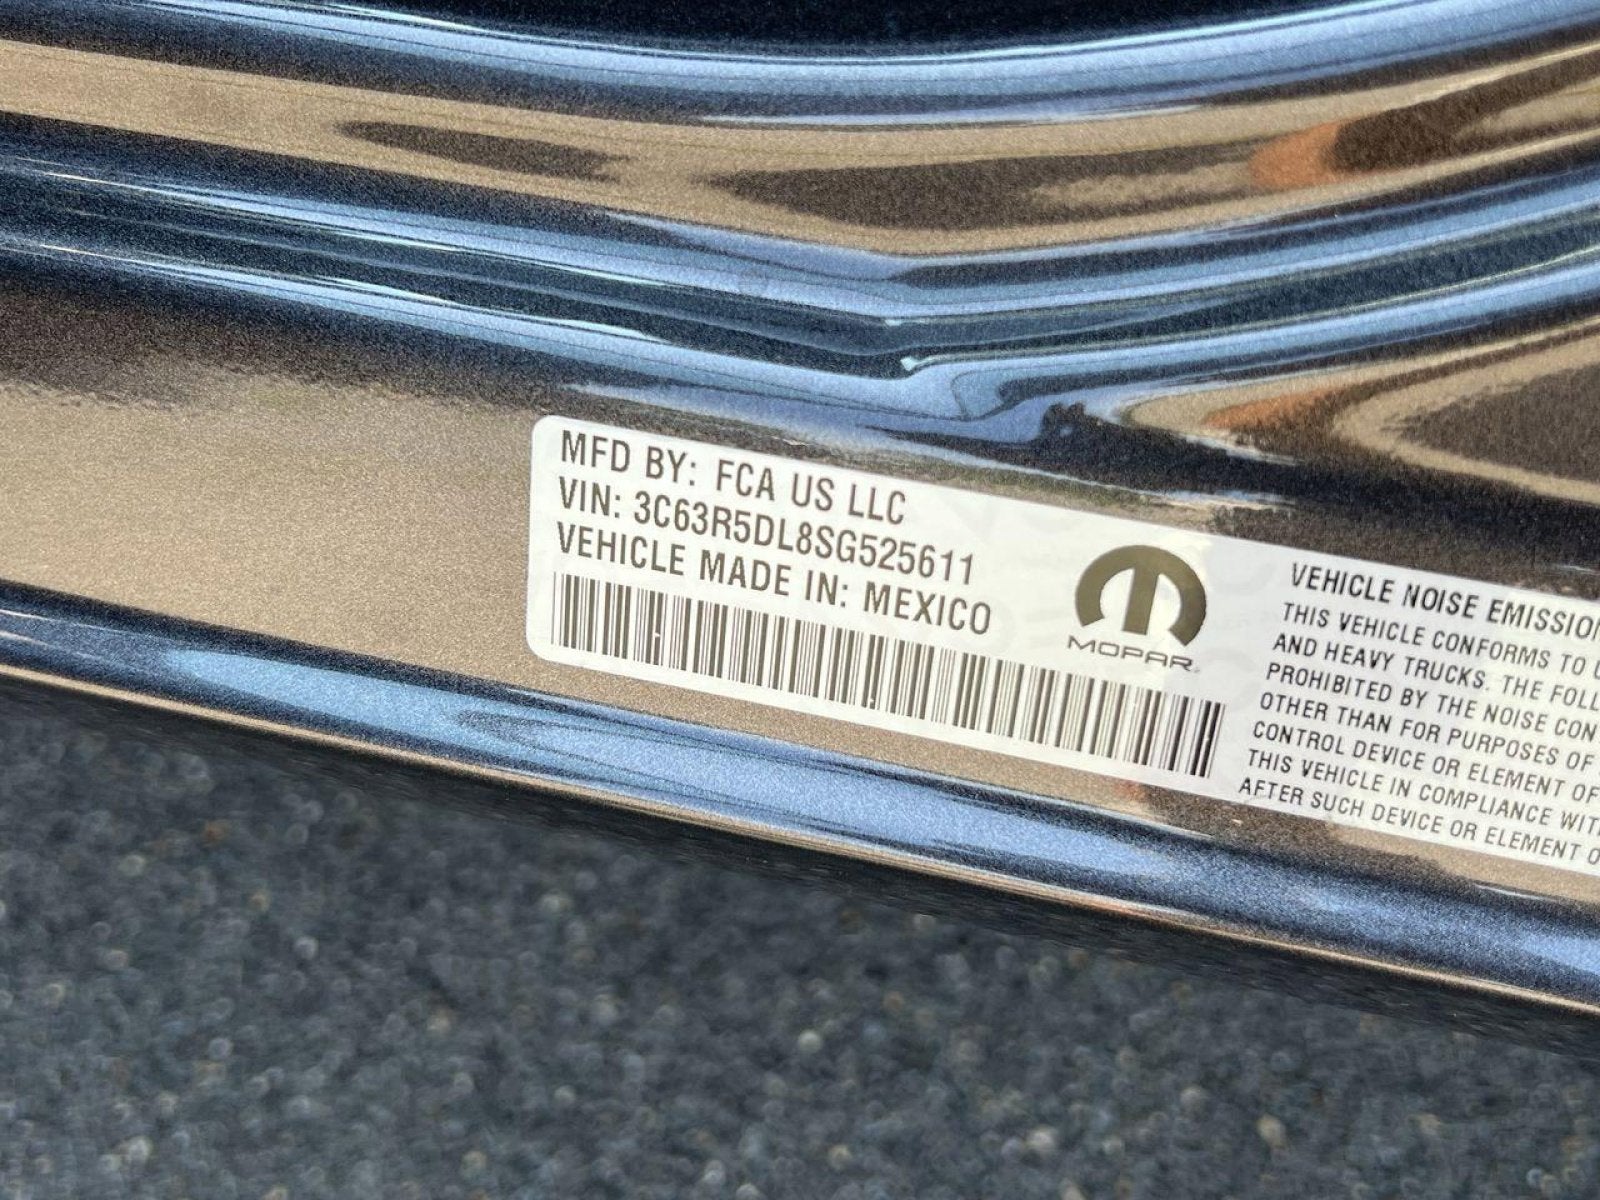 MFD BY: FCA US LLC
VIN: 3C63R5DL8SG525611
VEHICLE MADE IN: MEXICO
MOPAR
VEHICLE NOISE EMISSION
THIS VEHICLE CONFORMS TO
AND HEAVY TRUCKS. THE
PROHIBITED BY THE NOISE
OTHER THAN FOR PURPOSES OF
CONTROL DEVICE OR ELEMENT OF
THIS VEHICLE IN COMPLIANCE
AFTER SUCH DEVICE OR ELEMENT